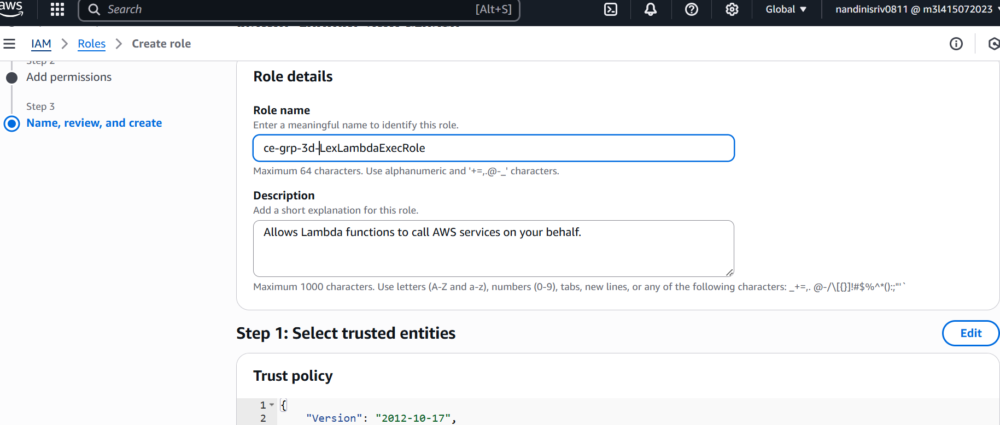 aws
Search
[Alt+S]
Global
nandinisriv0811 @ m3l415072023
IAM
Roles
Create role
Step 2
Add permissions
Step 3
Name, review, and create
Role details
Role name
Enter a meaningful name to identify this role.
ce-grp-3d-LexLambdaExecRole
Maximum 64 characters. Use alphanumeric and '+=,.@-_' characters.
Description
Add a short explanation for this role.
Allows Lambda functions to call AWS services on your behalf.
Maximum 1000 characters. Use letters (A-Z and a-z), numbers (0-9), tabs, new lines, or any of the following characters: _+=,. @-/\[{}]!#$%^*();:"'`
Step 1: Select trusted entities
Edit
Trust policy
1 {
2 "Version": "2012-10-17",